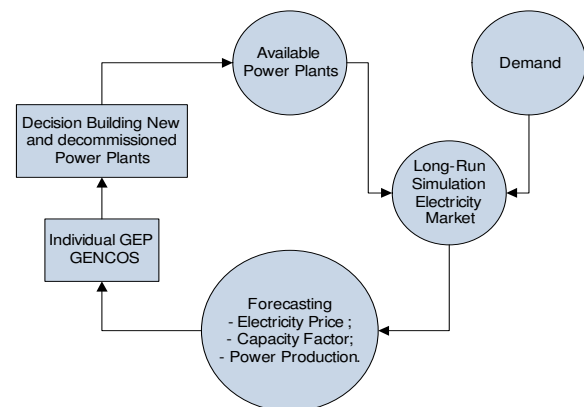 Available
Power Plants
Demand
Decision Building New
and decommissioned
Power Plants
Long-Run
Simulation
Electricity
Market
Individual GEP
GENCOS
Forecasting
- Electricity Price ;
- Capacity Factor;
- Power Production.